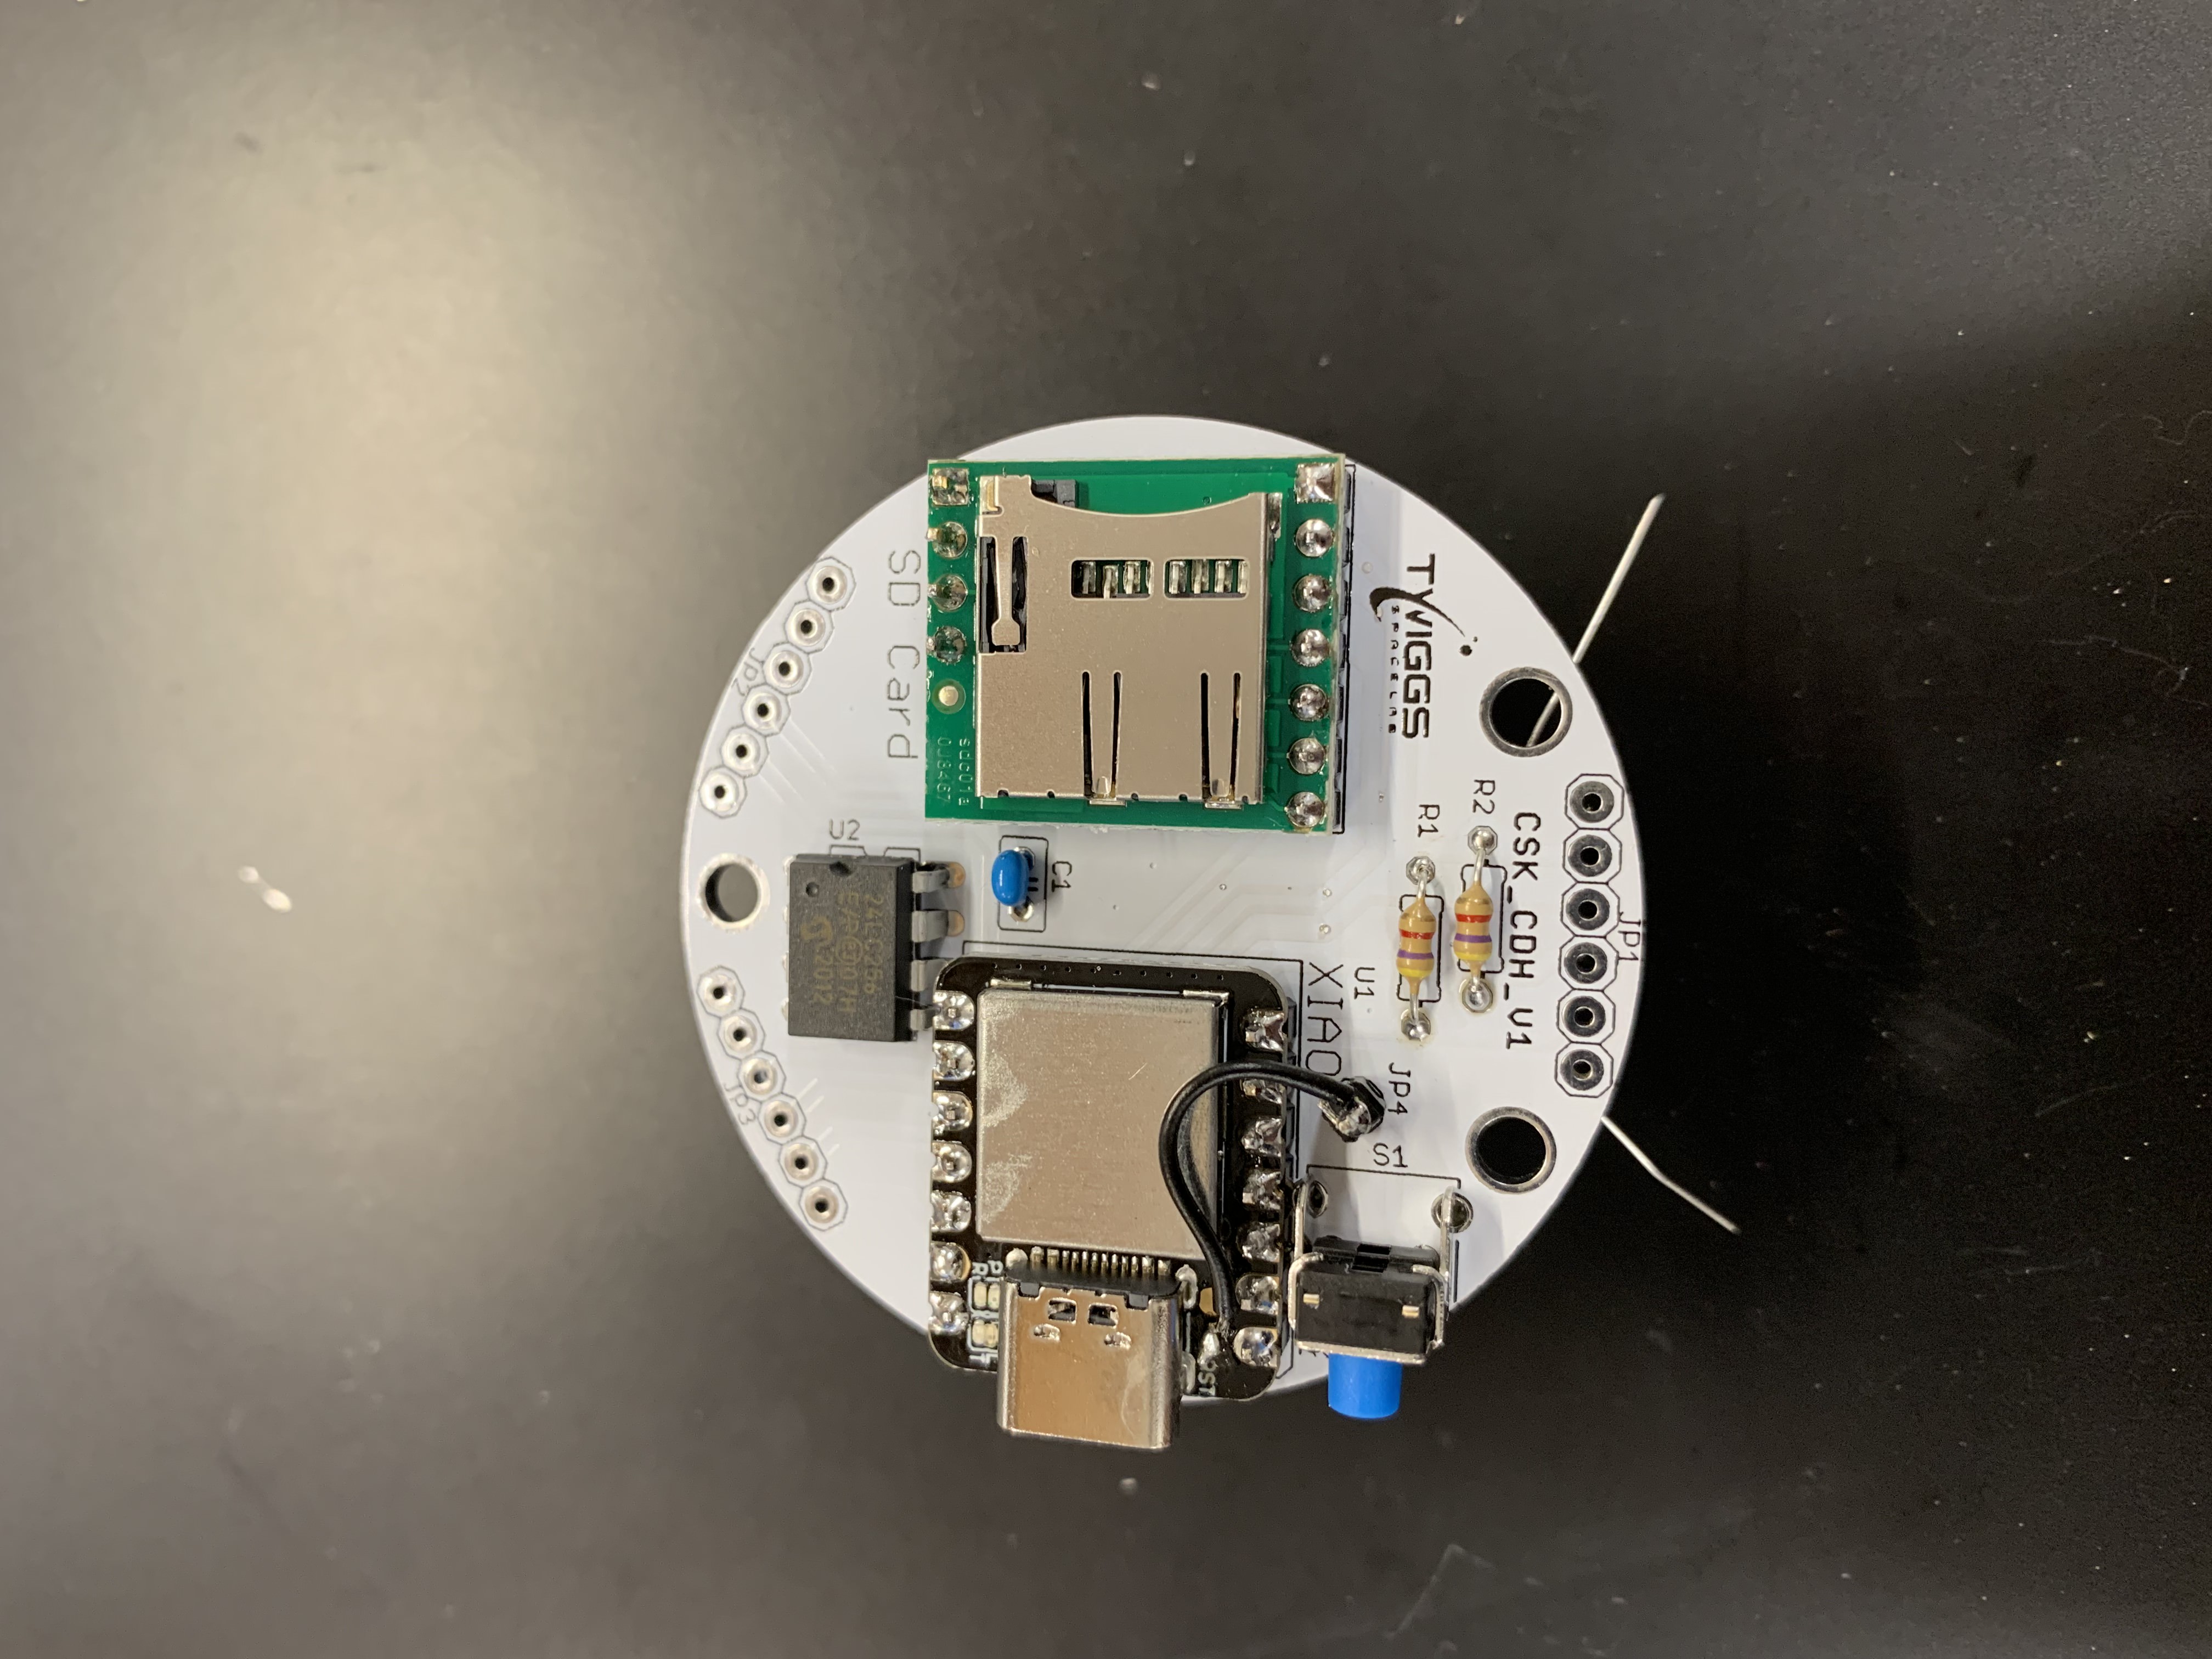 JP3
JP2
24LC256
E/P 07H
2012
U2
SD Card
0J8467
sdc01a
C1
RST
XIAO
U1
S1
JP4
R1
TWIGGS
SPACE LAB
R2
CSK_CDH_V1
JP1